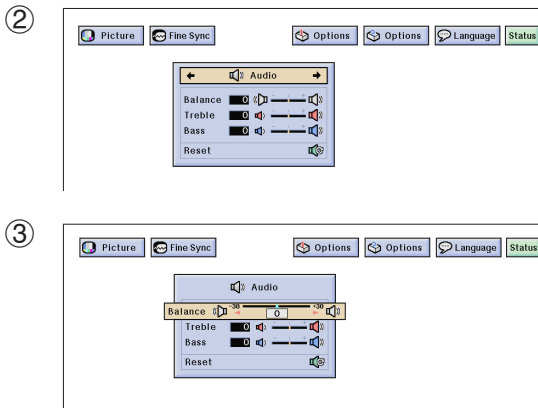 ②
Picture Fine Sync Options Options Language Status
Audio
Balance 0
Treble 0
Bass 0
Reset
③
Picture Fine Sync Options Options Language Status
Audio
Balance -30 0 +30
Treble 0
Bass 0
Reset